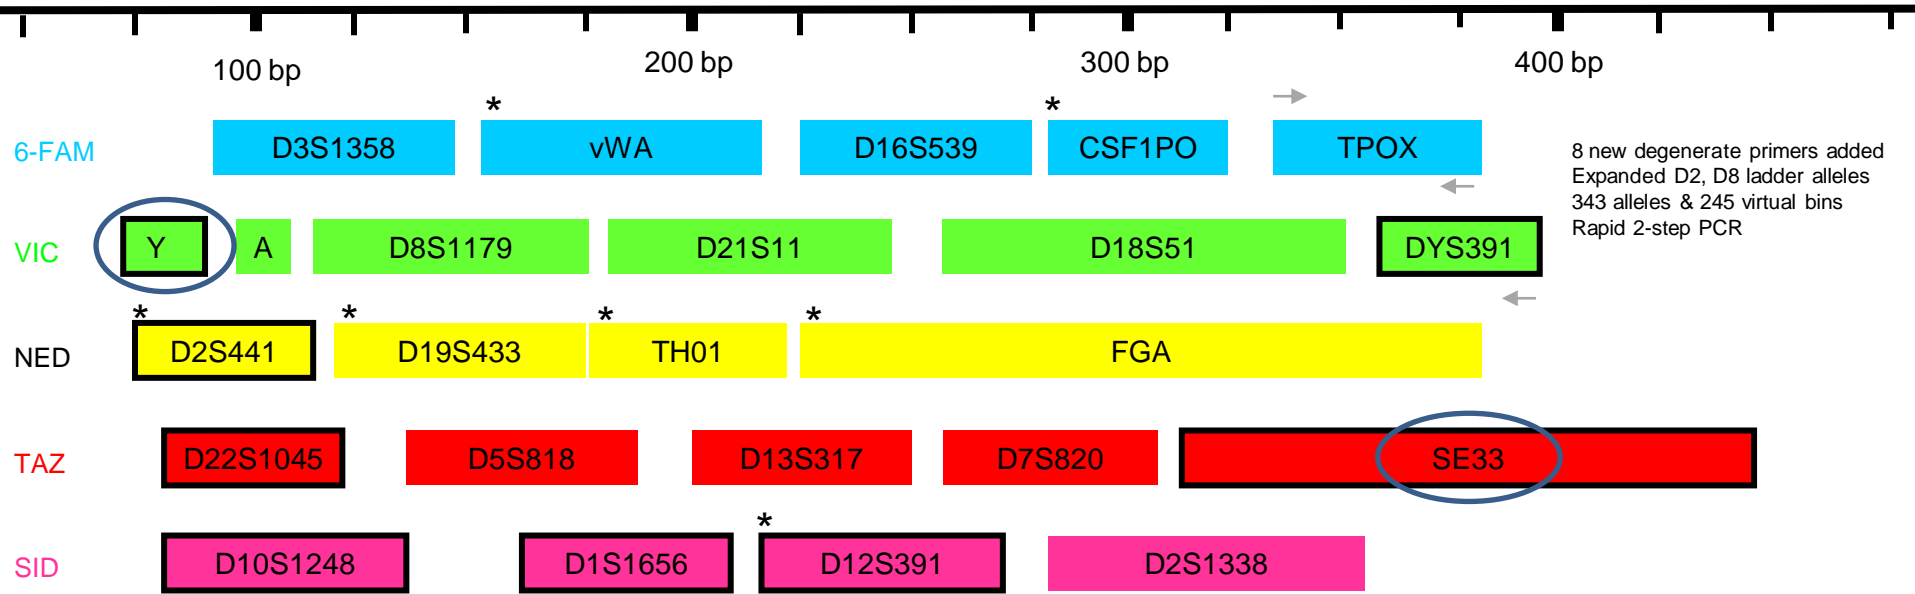 100 bp 200 bp 300 bp 400 bp
* *
6-FAM D3S1358 vWA D16S539 CSF1PO TPOX
8 new degenerate primers added
Expanded D2, D8 ladder alleles
343 alleles & 245 virtual bins
Rapid 2-step PCR
VIC Y A D8S1179 D21S11 D18S51 DYS391
* * * *
NED D2S441 D19S433 TH01 FGA
TAZ D22S1045 D5S818 D13S317 D7S820 SE33
*
SID D10S1248 D1S1656 D12S391 D2S1338